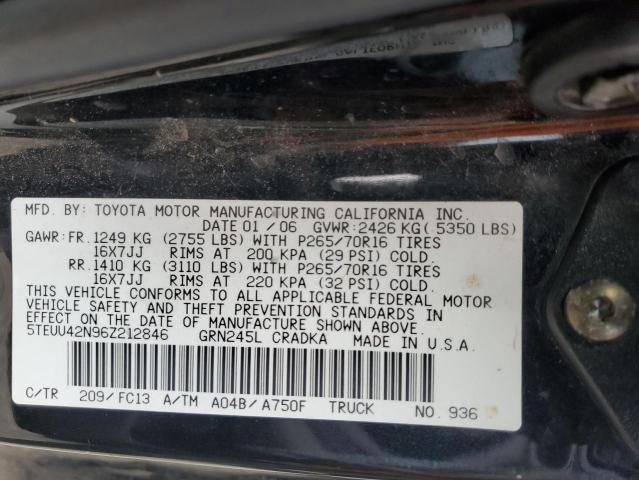 MFD. BY: TOYOTA MOTOR MANUFACTURING CALIFORNIA INC.
DATE 01 / 06 GVWR: 2426 KG( 5350 LBS)
GAWR: FR. 1249 KG (2755 LBS) WITH P265/70R16 TIRES
16X7JJ RIMS AT 200 KPA (29 PSI) COLD.
RR. 1410 KG (3110 LBS) WITH P265/70R16 TIRES
16X7JJ RIMS AT 220 KPA (32 PSI) COLD.
THIS VEHICLE CONFORMS TO ALL APPLICABLE FEDERAL MOTOR
VEHICLE SAFETY AND THEFT PREVENTION STANDARDS IN
EFFECT ON THE DATE OF MANUFACTURE SHOWN ABOVE.
5TEUU42N96Z212846 GRN245L CRADKA MADE IN U.S.A.
C/TR 209/FC13 A/TM A04B/A750F TRUCK NO. 936